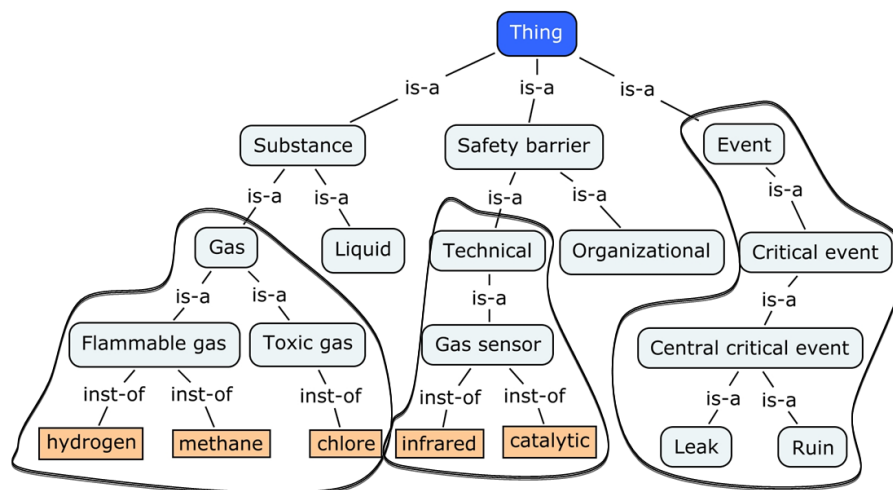 Thing
is-a
is-a
is-a
Substance
Safety barrier
Event
is-a
is-a
is-a
is-a
is-a
Gas
Liquid
Technical
Organizational
Critical event
is-a
is-a
is-a
is-a
Flammable gas
Toxic gas
Gas sensor
Central critical event
inst-of
inst-of
inst-of
inst-of
inst-of
is-a
is-a
hydrogen
methane
chlore
infrared
catalytic
Leak
Ruin